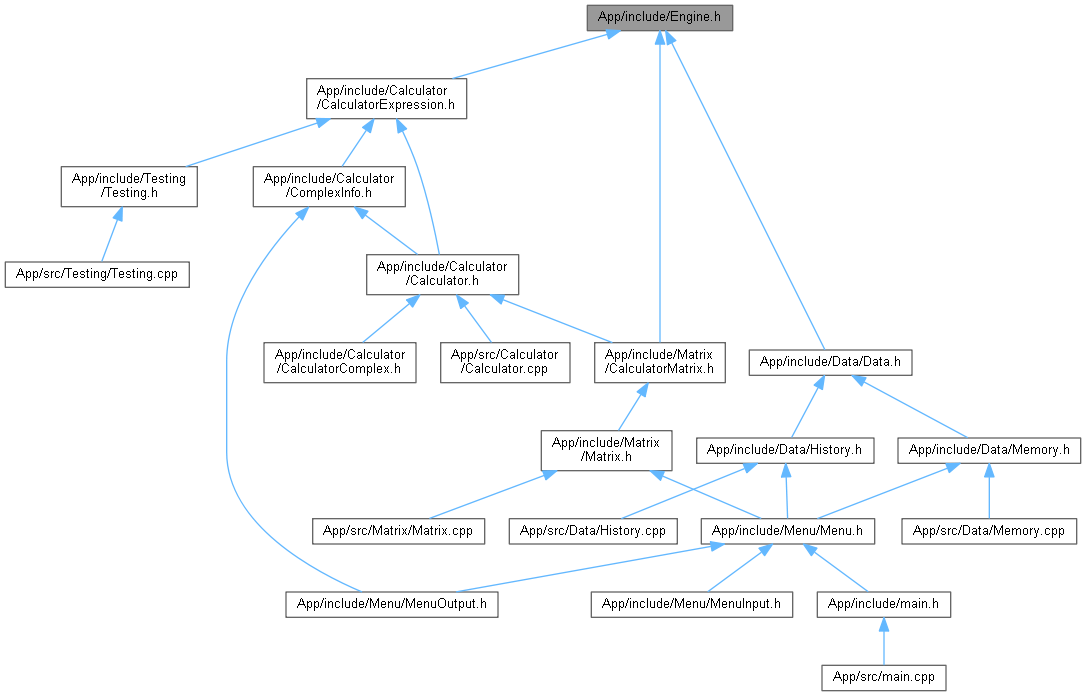 App/include/Engine.h
App/include/Calculator
/CalculatorExpression.h
App/include/Testing
/Testing.h
App/include/Calculator
/ComplexInfo.h
App/src/Testing/Testing.cpp
App/include/Calculator
/Calculator.h
App/include/Calculator
/CalculatorComplex.h
App/src/Calculator
/Calculator.cpp
App/include/Matrix
/CalculatorMatrix.h
App/include/Data/Data.h
App/include/Matrix
/Matrix.h
App/include/Data/History.h
App/include/Data/Memory.h
App/src/Matrix/Matrix.cpp
App/src/Data/History.cpp
App/include/Menu/Menu.h
App/src/Data/Memory.cpp
App/include/Menu/MenuOutput.h
App/include/Menu/MenuInput.h
App/include/main.h
App/src/main.cpp